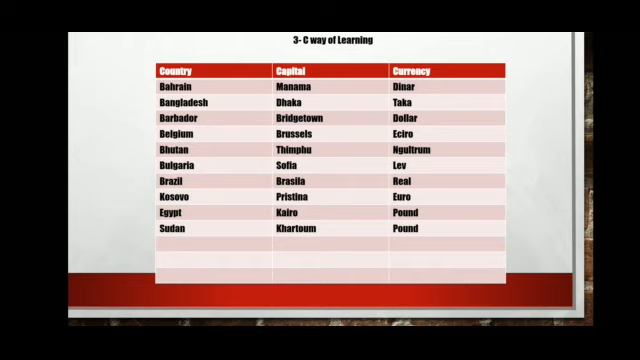 3- C way of Learning
Country Capital Currency
Bahrain Manama Dinar
Bangladesh Dhaka Taka
Barbador Bridgetown Dollar
Belgium Brussels Eciro
Bhutan Thimphu Ngultrum
Bulgaria Sofia Lev
Brazil Brasila Real
Kosovo Pristina Euro
Egypt Kairo Pound
Sudan Khartoum Pound